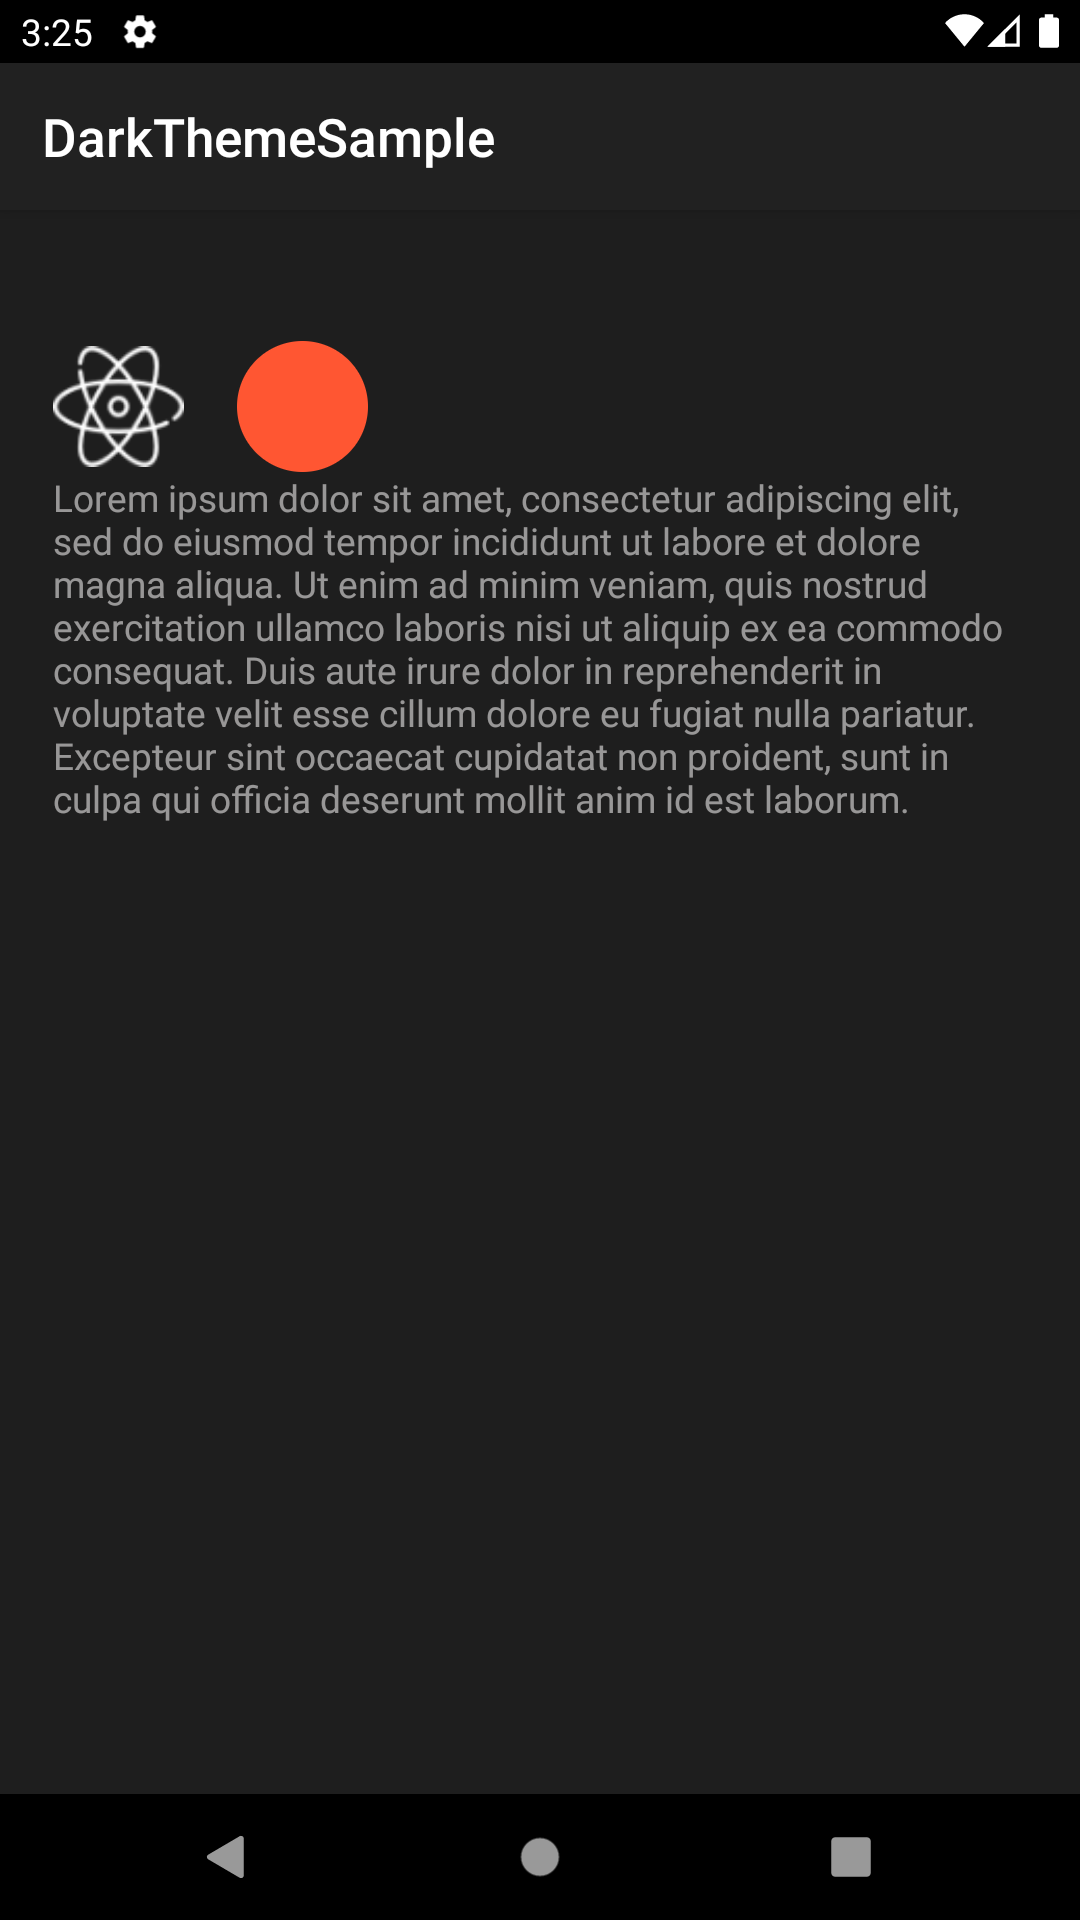 3:25
DarkThemeSample
Lorem ipsum dolor sit amet, consectetur adipiscing elit,
sed do eiusmod tempor incididunt ut labore et dolore
magna aliqua. Ut enim ad minim veniam, quis nostrud
exercitation ullamco laboris nisi ut aliquip ex ea commodo
consequat. Duis aute irure dolor in reprehenderit in
voluptate velit esse cillum dolore eu fugiat nulla pariatur.
Excepteur sint occaecat cupidatat non proident, sunt in
culpa qui officia deserunt mollit anim id est laborum.